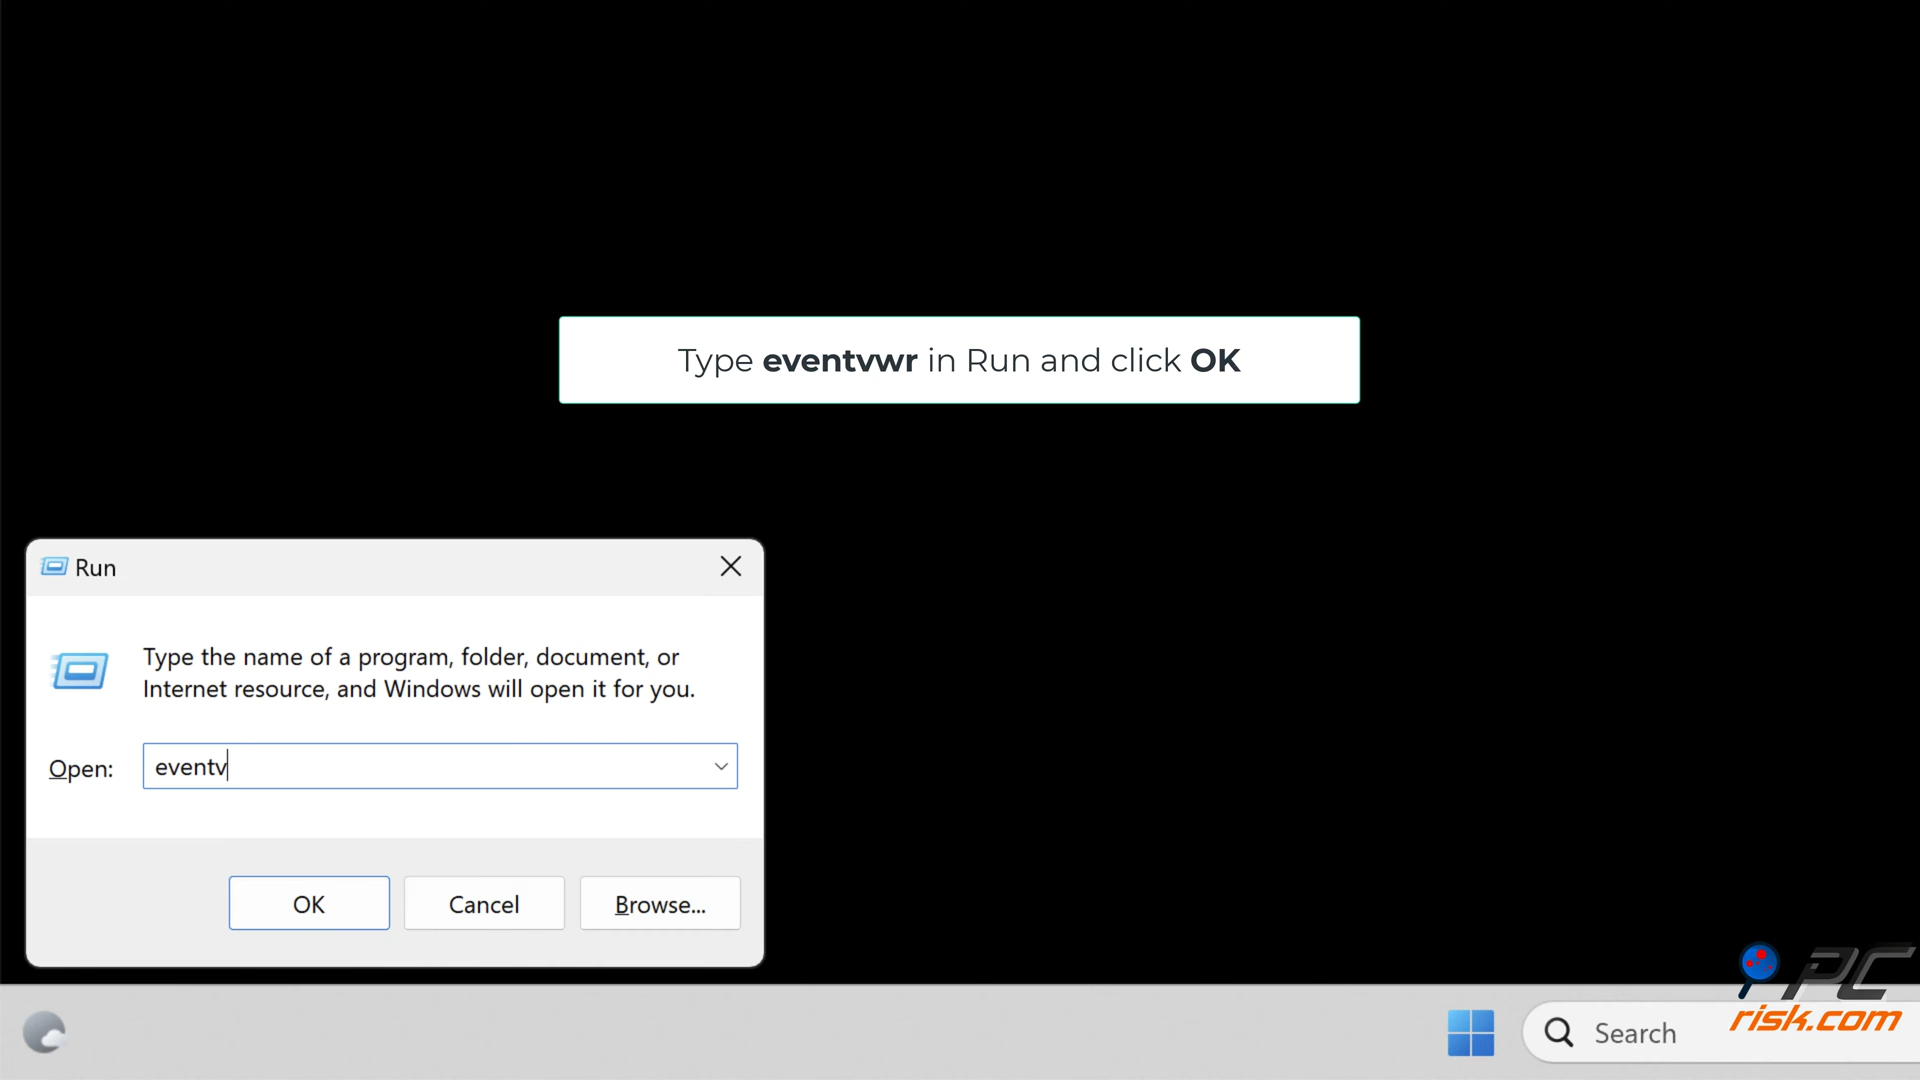 Type eventvwr in Run and click OK
Run
Type the name of a program, folder, document, or
Internet resource, and Windows will open it for you.
Open: eventv
OK Cancel Browse...
PC
risk.com
Search